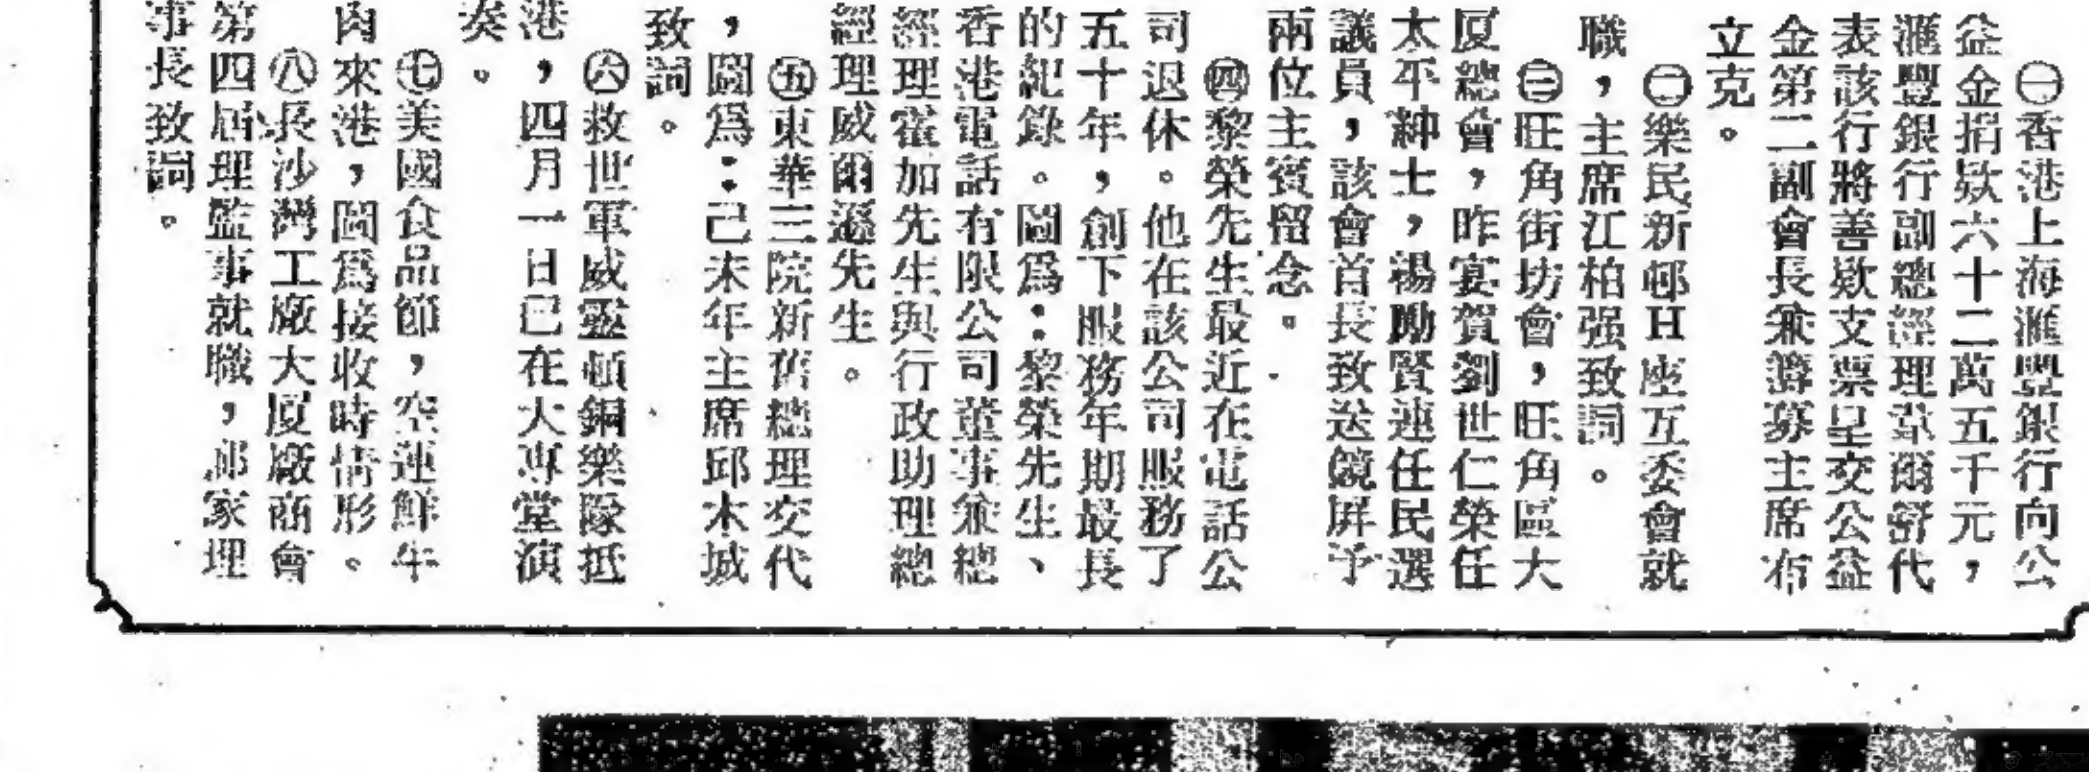 ㊀香港上海滙豐銀行向公
益金捐欵六十二萬五千元，
滙豐銀行副總經理韋爾舒代
表該行將善欵支票呈交公益
金第二副會長兼籌募主席布
立克。
㊁樂民新邨H座互委會就
職，主席江柏强致詞。
㊂旺角街坊會，旺角區大
厦總會，昨宴賀劉世仁榮任
太平紳士，楊勵賢連任民選
議員，該會首長致送鏡屏予
兩位主賓留念。
㊃黎榮先生最近在電話公
司退休。他在該公司服務了
五十年，創下服務年期最長
的紀錄。圖爲：黎榮先生、
香港電話有限公司董事兼總
經理霍加先生與行政助理總
經理威爾遜先生。
㊄東華三院新舊總理交代
，圖爲：己未年主席邱木城
致詞。
㊅救世軍威靈頓銅樂隊抵
港，四月一日已在大專堂演
奏。
㊆美國食品節，空運鮮牛
肉來港，圖爲接收時情形。
㊇長沙灣工廠大厦廠商會
第四屆理監事就職，鄺家理
事長致詞。